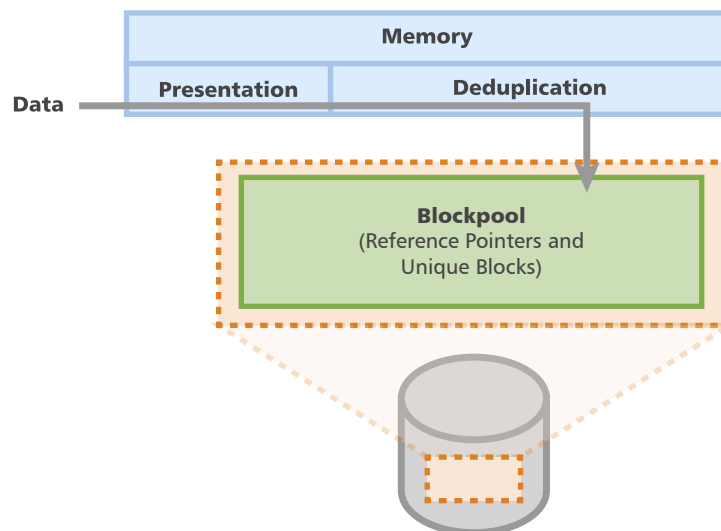 Memory
Presentation
Deduplication
Data
Blockpool
(Reference Pointers and
Unique Blocks)